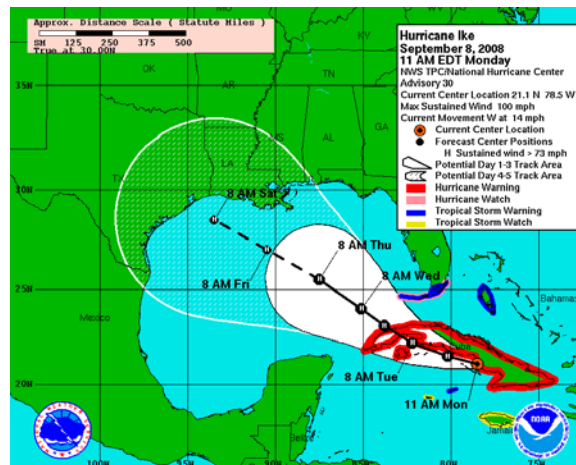 Approx. Distance Scale ( Statute Miles )
SM 125 250 375 500
True at 30.00N
Hurricane Ike
September 8, 2008
11 AM EDT Monday
NWS TPC/National Hurricane Center
Advisory 30
Current Center Location 21.1 N 78.5 W
Max Sustained Wind 100 mph
Current Movement W at 14 mph
Current Center Location
Forecast Center Positions
H Sustained wind > 73 mph
Potential Day 1-3 Track Area
Potential Day 4-5 Track Area
Hurricane Warning
Hurricane Watch
Tropical Storm Warning
Tropical Storm Watch
KY
OK
AR
TN
MS
AL
GA
TX
LA
35N
30N
25N
20N
8 AM Sat
8 AM Fri
8 AM Thu
8 AM Wed
8 AM Tue
11 AM Mon
Mexico
Bahamas
Cuba
Belize
Jamai
100W
95W
90W
85W
80W
75W
NOAA